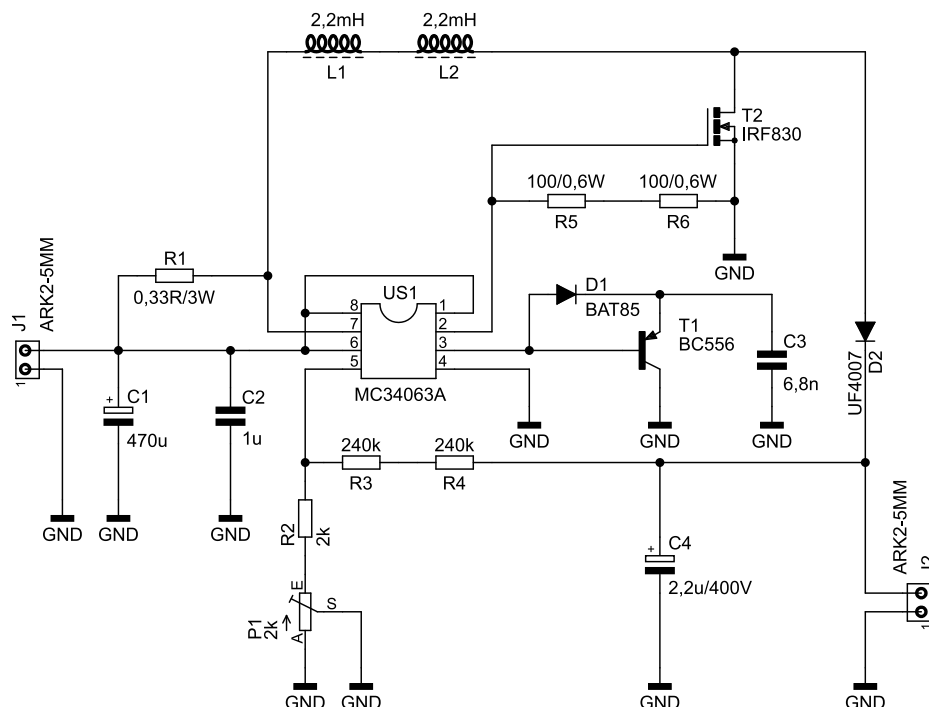 2,2mH
2,2mH
L1
L2
T2
IRF830
100/0,6W
100/0,6W
R5
R6
GND
ARK2-5MM
J1
1
R1
0,33R/3W
US1
8
7
6
5
1
2
3
4
MC34063A
D1
BAT85
T1
BC556
C3
6,8n
UF4007
D2
+
C1
470u
C2
1u
GND
GND
GND
240k
240k
R3
R4
GND
GND
GND
R2
2k
E
S
A
P1
2k
+
C4
2,2u/400V
ARK2-5MM
J2
1
GND
GND
GND
GND